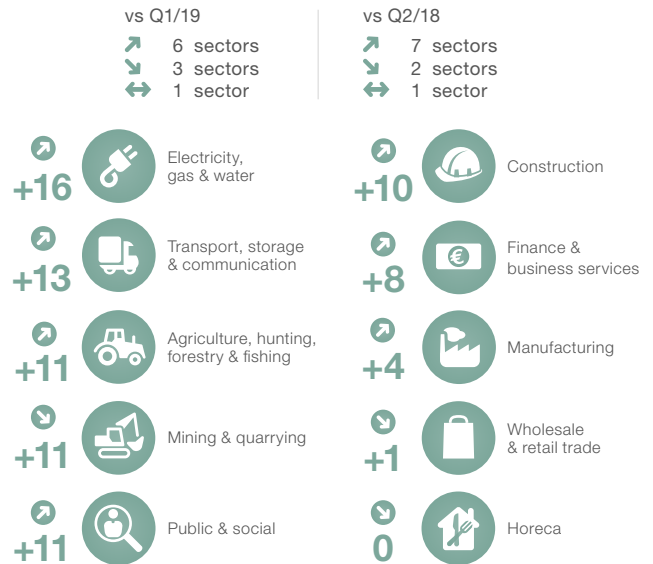 vs Q1/19
6 sectors
3 sectors
1 sector
vs Q2/18
7 sectors
2 sectors
1 sector
+16
Electricity,
gas & water
+13
Transport, storage
& communication
+11
Agriculture, hunting,
forestry & fishing
+11
Mining & quarrying
+11
Public & social
+10
Construction
+8
€
Finance &
business services
+4
Manufacturing
+1
Wholesale
& retail trade
0
Horeca